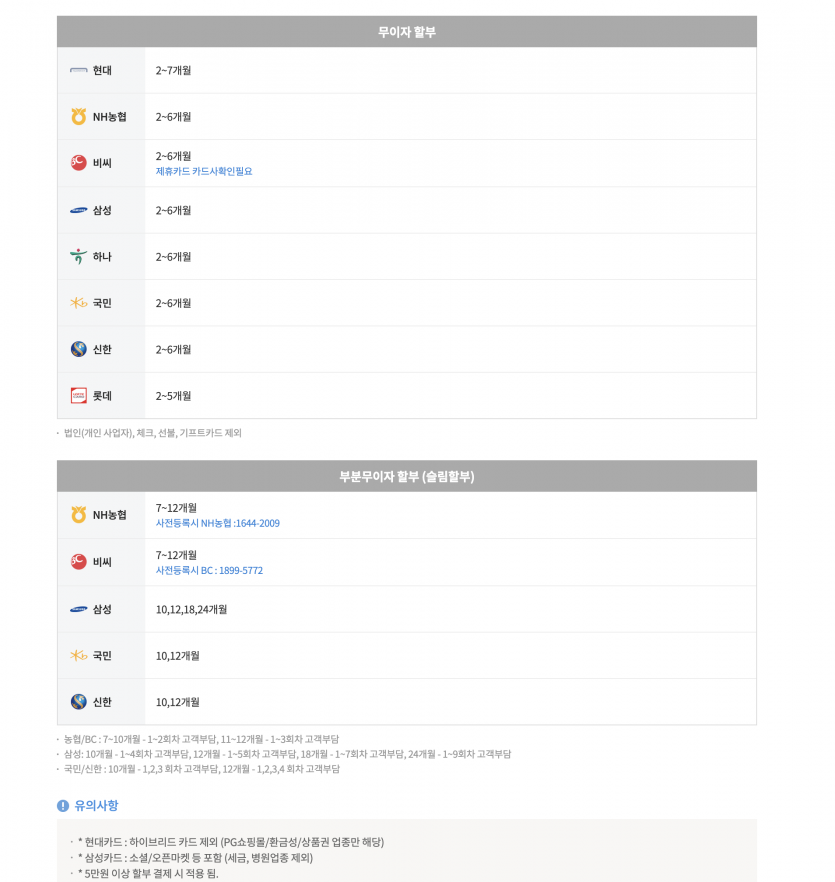 무이자 할부
현대 2~7개월
NH농협 2~6개월
비씨 2~6개월
제휴카드 카드사확인필요
삼성 2~6개월
하나 2~6개월
국민 2~6개월
신한 2~6개월
롯데 2~5개월
· 법인(개인 사업자), 체크, 선불, 기프트카드 제외
부분무이자 할부 (슬림할부)
NH농협 7~12개월
사전등록시 NH농협 :1644-2009
비씨 7~12개월
사전등록시 BC : 1899-5772
삼성 10,12,18,24개월
국민 10,12개월
신한 10,12개월
· 농협/BC : 7~10개월 - 1~2회차 고객부담, 11~12개월 - 1~3회차 고객부담
· 삼성: 10개월 - 1~4회차 고객부담, 12개월 - 1~5회차 고객부담, 18개월 - 1~7회차 고객부담, 24개월 - 1~9회차 고객부담
· 국민/신한 : 10개월 - 1,2,3 회차 고객부담, 12개월 - 1,2,3,4 회차 고객부담
유의사항
· * 현대카드 : 하이브리드 카드 제외 (PG쇼핑몰/환금성/상품권 업종만 해당)
· * 삼성카드 : 소셜/오픈마켓 등 포함 (세금, 병원업종 제외)
· * 5만원 이상 할부 결제 시 적용 됨.